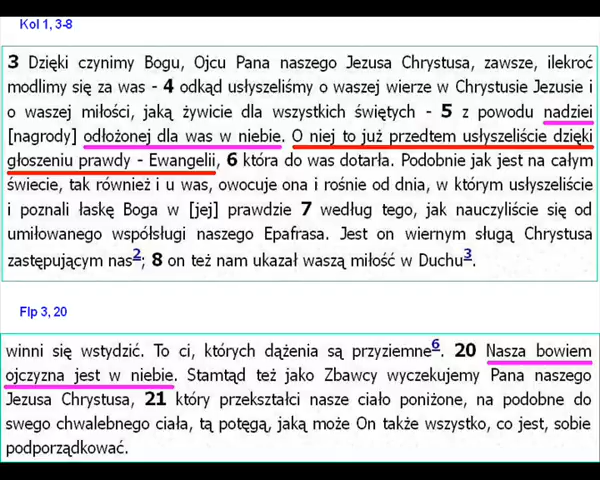 Kol 1, 3-8
3 Dzięki czynimy Bogu, Ojcu Pana naszego Jezusa Chrystusa, zawsze, ilekroć
modlimy się za was - 4 odkąd usłyszeliśmy o waszej wierze w Chrystusie Jezusie i
o waszej miłości, jaką żywicie dla wszystkich świętych - 5 z powodu nadziei
[nagrody] odłożonej dla was w niebie. O niej to już przedtem usłyszeliście dzięki
głoszeniu prawdy - Ewangelii, 6 która do was dotarła. Podobnie jak jest na całym
świecie, tak również i u was, owocuje ona i rośnie od dnia, w którym usłyszeliście
i poznali łaskę Boga w [jej] prawdzie 7 według tego, jak nauczyliście się od
umiłowanego współsługi naszego Epafrasa. Jest on wiernym sługą Chrystusa
zastępującym nas2; 8 on też nam ukazał waszą miłość w Duchu3.
Flp 3, 20
winni się wstydzić. To ci, których dążenia są przyziemne6. 20 Nasza bowiem
ojczyzna jest w niebie. Stamtąd też jako Zbawcy wyczekujemy Pana naszego
Jezusa Chrystusa, 21 który przekształci nasze ciało poniżone, na podobne do
swego chwalebnego ciała, tą potęgą, jaką może On także wszystko, co jest, sobie
podporządkować.